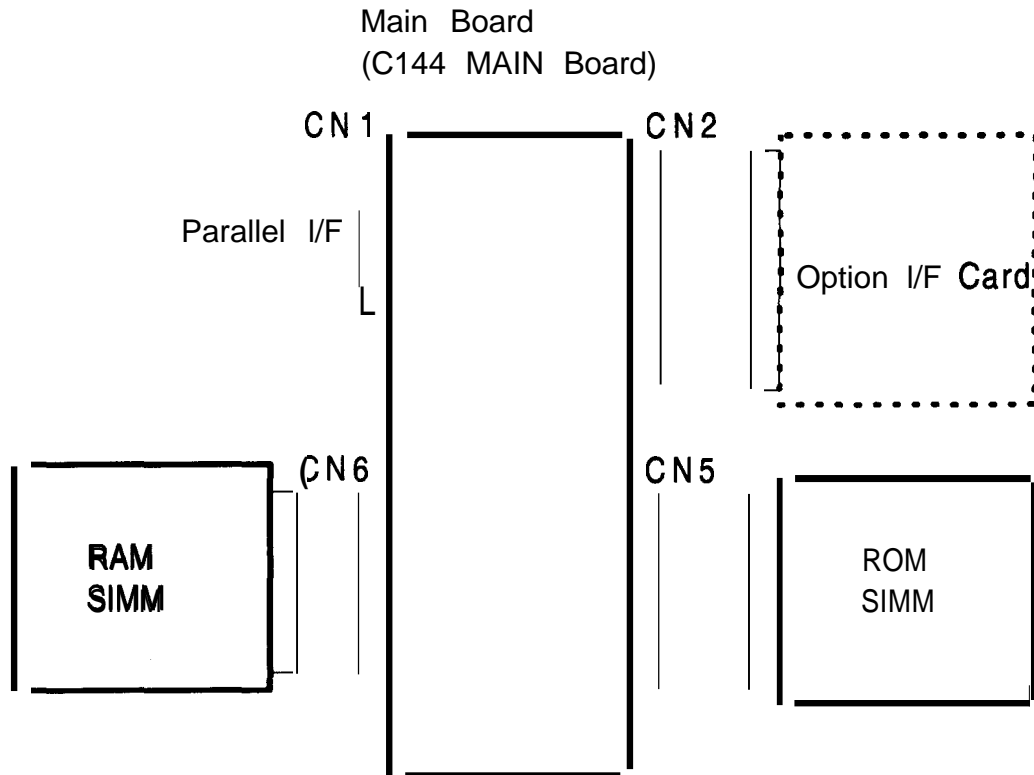 Main Board
(C144 MAIN Board)
CN1
CN2
Parallel I/F
L
Option I/F Card
CN6
CN5
RAM
SIMM
ROM
SIMM